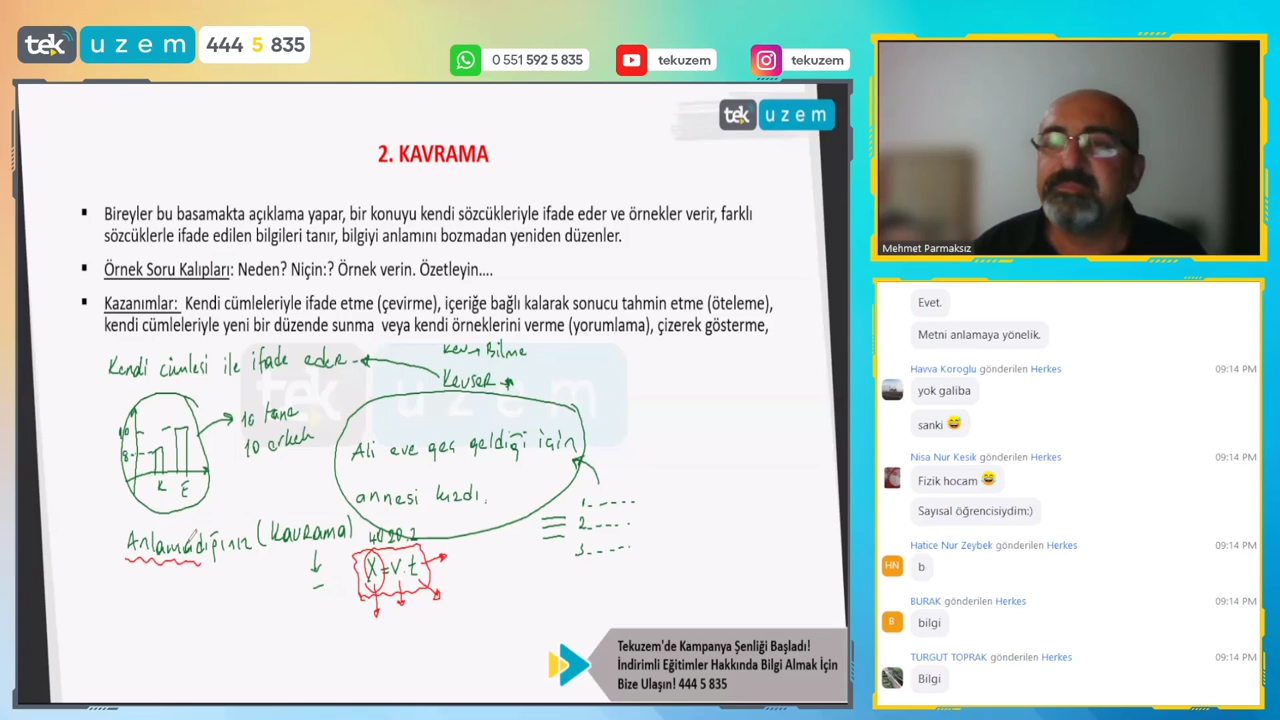 tek uzem 444 5 835
0 551 592 5 835
tekuzem
tekuzem
tek uzem
2. KAVRAMA
Bireyler bu basamakta açıklama yapar, bir konuyu kendi sözcükleriyle ifade eder ve örnekler verir, farklı
sözcüklerle ifade edilen bilgileri tanır, bilgiyi anlamını bozmadan yeniden düzenler.
Örnek Soru Kalıpları: Neden? Niçin:? Örnek verin. Özetleyin....
Kazanımlar: Kendi cümleleriyle ifade etme (çevirme), içeriğe bağlı kalarak sonucu tahmin etme (öteleme),
kendi cümleleriyle yeni bir düzende sunma veya kendi örneklerini verme (yorumlama), çizerek gösterme,
Kendi cümlesi ile ifade eder
Bilme
Kevser
10 erkek
8
K E
Ali eve geç geldiği için
annesi kızdı.
1. - - - -
2. - - - .
3. - - - -
Anlamadığınız (Kavrama)
40 20.2
X = V.t
Tekuzem'de Kampanya Şenliği Başladı!
İndirimli Eğitimler Hakkında Bilgi Almak İçin
Bize Ulaşın! 444 5 835
Mehmet Parmaksız
Evet.
Metni anlamaya yönelik.
Havva Koroglu gönderilen Herkes 09:14 PM
yok galiba
sanki
Nisa Nur Kesik gönderilen Herkes 09:14 PM
Fizik hocam
Sayısal öğrencisiydim:)
Hatice Nur Zeybek gönderilen Herkes 09:14 PM
HN
b
BURAK gönderilen Herkes 09:14 PM
B
bilgi
TURGUT TOPRAK gönderilen Herkes 09:14 PM
Bilgi